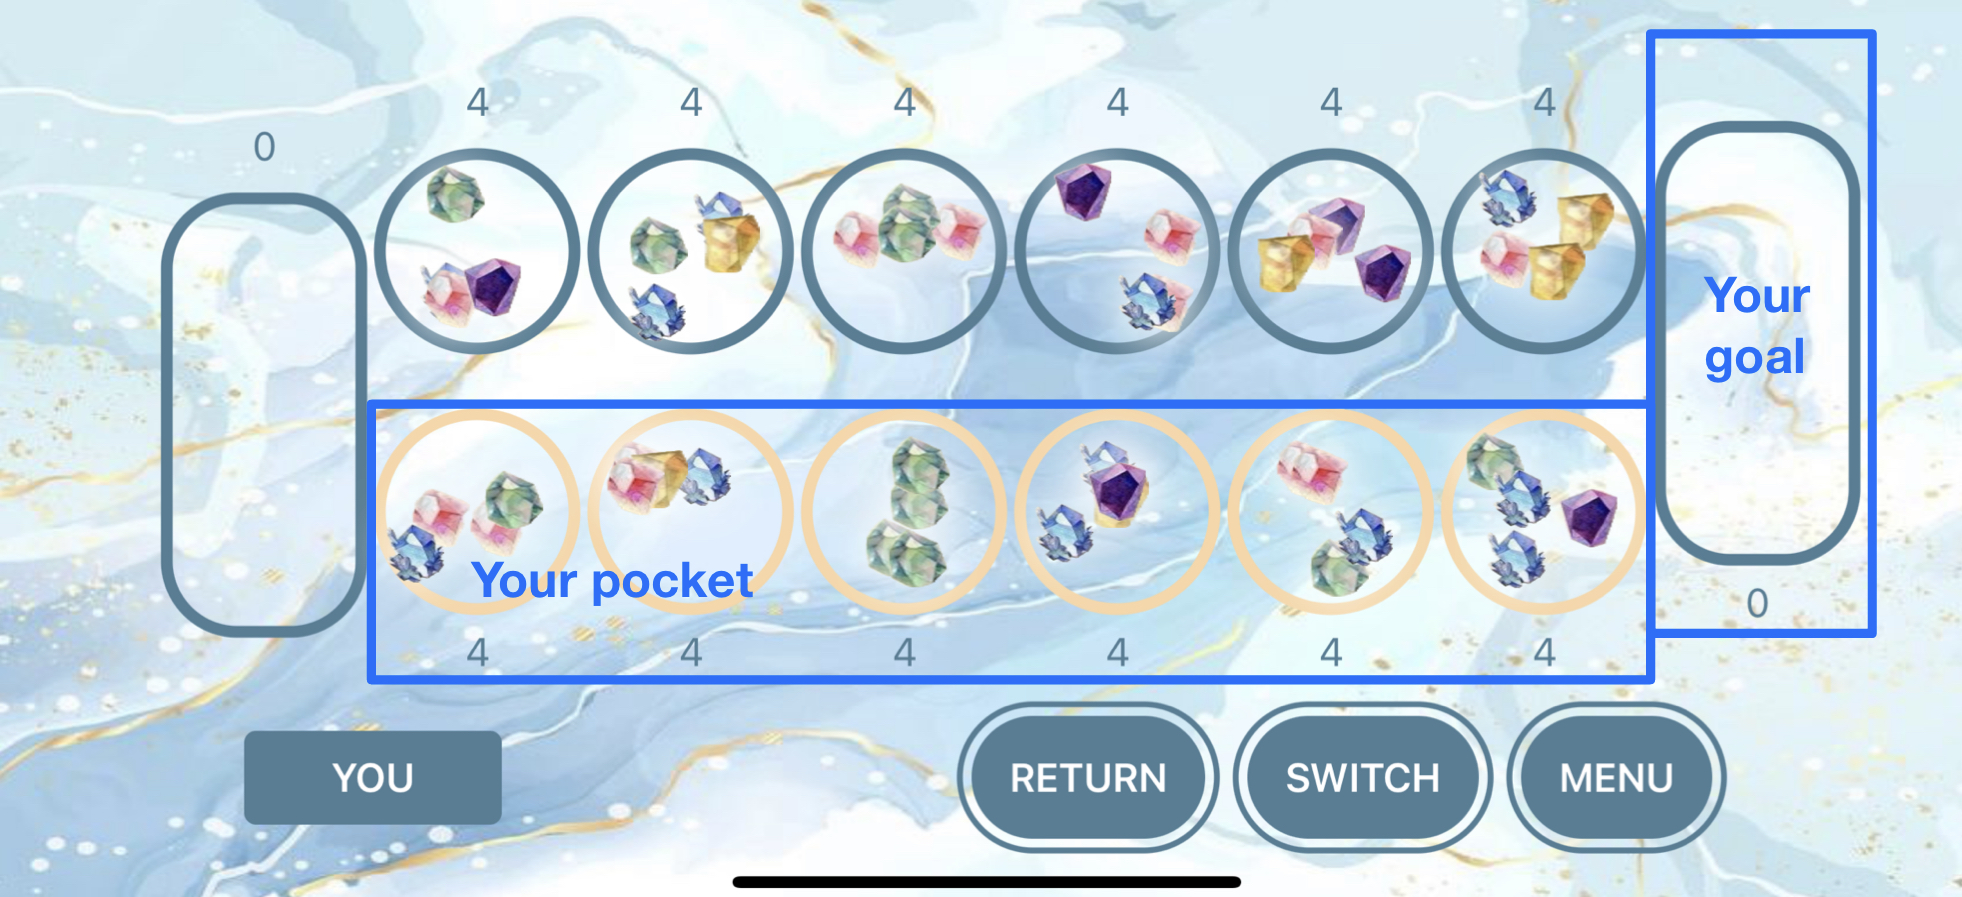 4 4 4 4 4 4
0
Your
goal
Your pocket
0
4 4 4 4 4 4
YOU RETURN SWITCH MENU